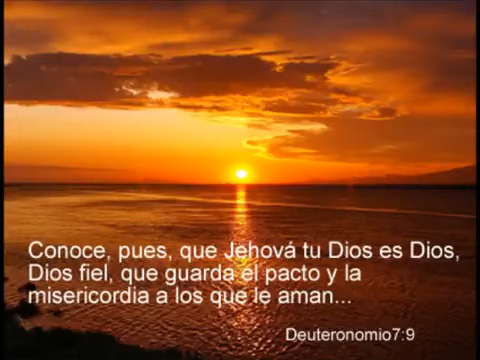 Conoce, pues, que Jehová tu Dios es Dios,
Dios fiel, que guarda el pacto y la
misericordia a los que le aman...
Deuteronomio7:9